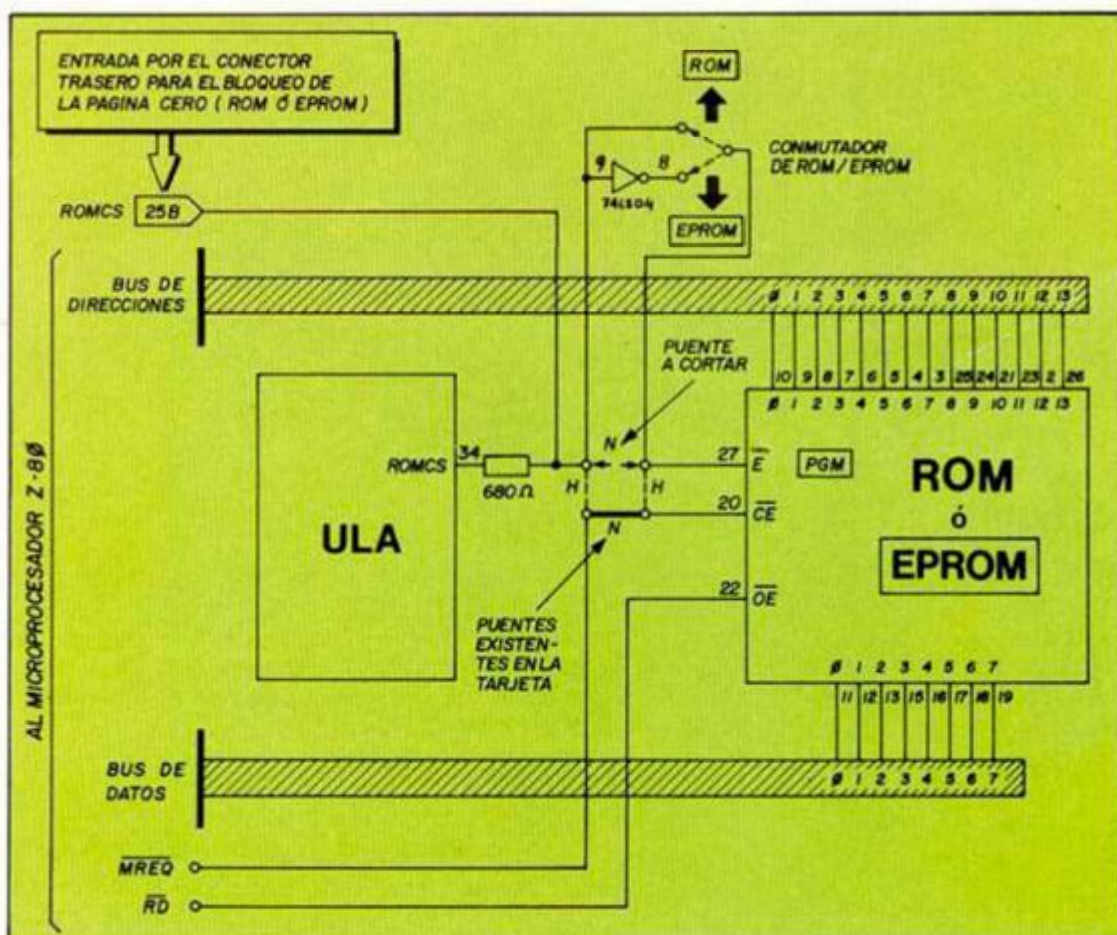 ENTRADA POR EL CONECTOR
TRASERO PARA EL BLOQUEO DE
LA PAGINA CERO ( ROM Ó EPROM )
ROM
CONMUTADOR
DE ROM / EPROM
9
8
74LS04
EPROM
ROMCS
25B
BUS DE
DIRECCIONES
Ø 1 2 3 4 5 6 7 8 9 10 11 12 13
PUENTE
A CORTAR
10 9 8 7 6 5 4 3 25 24 21 23 2 26
Ø 1 2 3 4 5 6 7 8 9 10 11 12 13
AL MICROPROCESADOR Z-8Ø
ROMCS
34
680 Ω
N
H
H
N
27
E
PGM
ROM
ó
EPROM
20
CE
ULA
22
OE
PUENTES
EXISTEN-
TES EN LA
TARJETA
Ø 1 2 3 4 5 6 7
11 12 13 15 16 17 18 19
BUS DE
DATOS
Ø 1 2 3 4 5 6 7
MREQ
RD